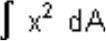 ∫ x² dA